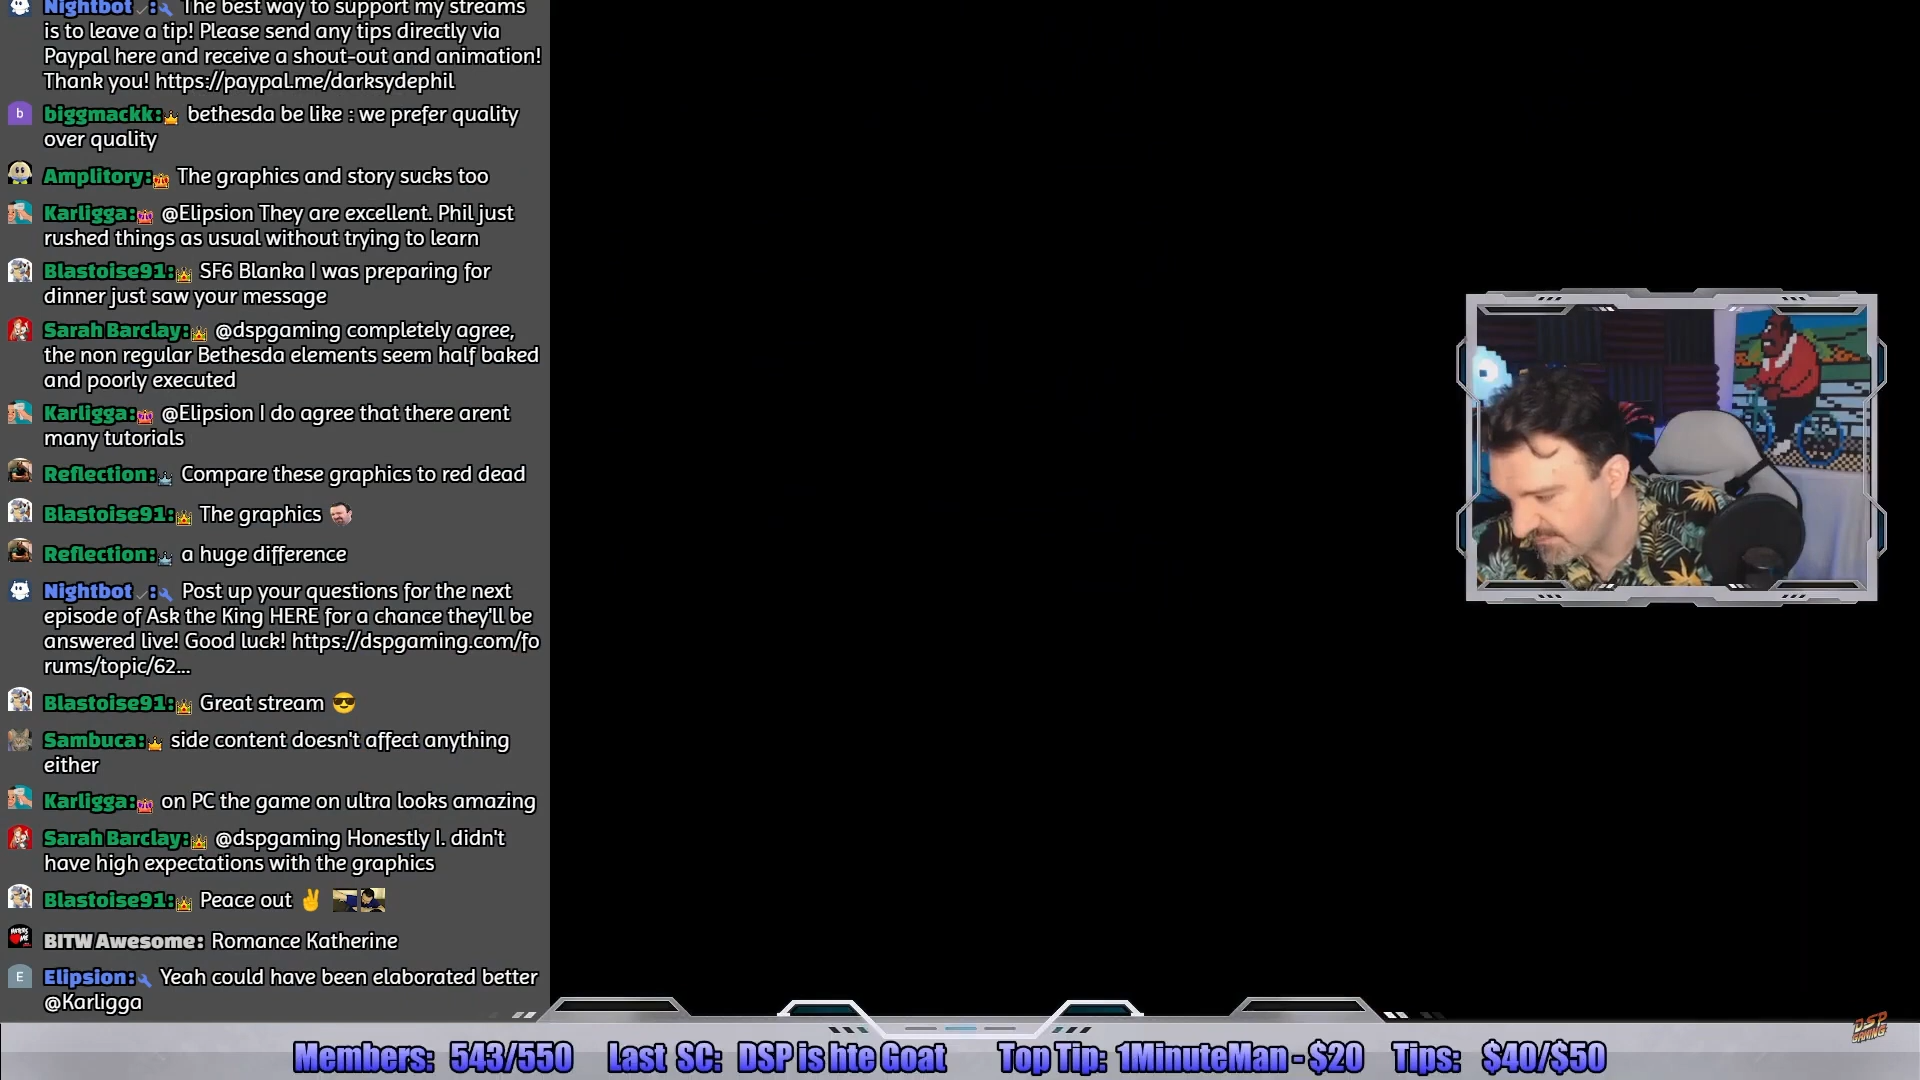 Nightbot: The best way to support my streams
is to leave a tip! Please send any tips directly via
Paypal here and receive a shout-out and animation!
Thank you! https://paypal.me/darksydephil
b biggmackk: bethesda be like : we prefer quality
over quality
Amplitory: The graphics and story sucks too
Karligga: @Elipsion They are excellent. Phil just
rushed things as usual without trying to learn
Blastoise91: SF6 Blanka I was preparing for
dinner just saw your message
Sarah Barclay: @dspgaming completely agree,
the non regular Bethesda elements seem half baked
and poorly executed
Karligga: @Elipsion I do agree that there arent
many tutorials
Reflection: Compare these graphics to red dead
Blastoise91: The graphics
Reflection: a huge difference
Nightbot: Post up your questions for the next
episode of Ask the King HERE for a chance they'll be
answered live! Good luck! https://dspgaming.com/fo
rums/topic/62...
Blastoise91: Great stream 😎
Sambuca: side content doesn't affect anything
either
Karligga: on PC the game on ultra looks amazing
Sarah Barclay: @dspgaming Honestly I. didn't
have high expectations with the graphics
Blastoise91: Peace out ✌
BITW Awesome: Romance Katherine
E Elipsion: Yeah could have been elaborated better
@Karligga
DSP GAMING
Members: 543/550 Last SC: DSP is hte Goat Top Tip: 1MinuteMan - $20 Tips: $40/$50